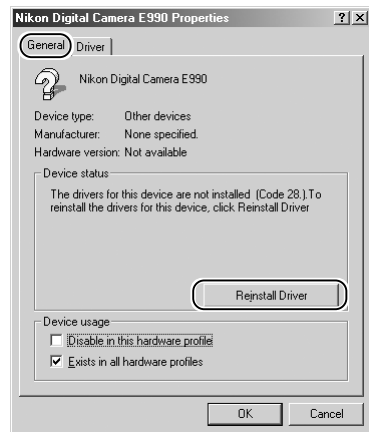 Nikon Digital Camera E990 Properties
General Driver
Nikon Digital Camera E990
Device type: Other devices
Manufacturer: None specified.
Hardware version: Not available
Device status
The drivers for this device are not installed (Code 28.).To
reinstall the drivers for this device, click Reinstall Driver
Reinstall Driver
Device usage
Disable in this hardware profile
Exists in all hardware profiles
OK Cancel